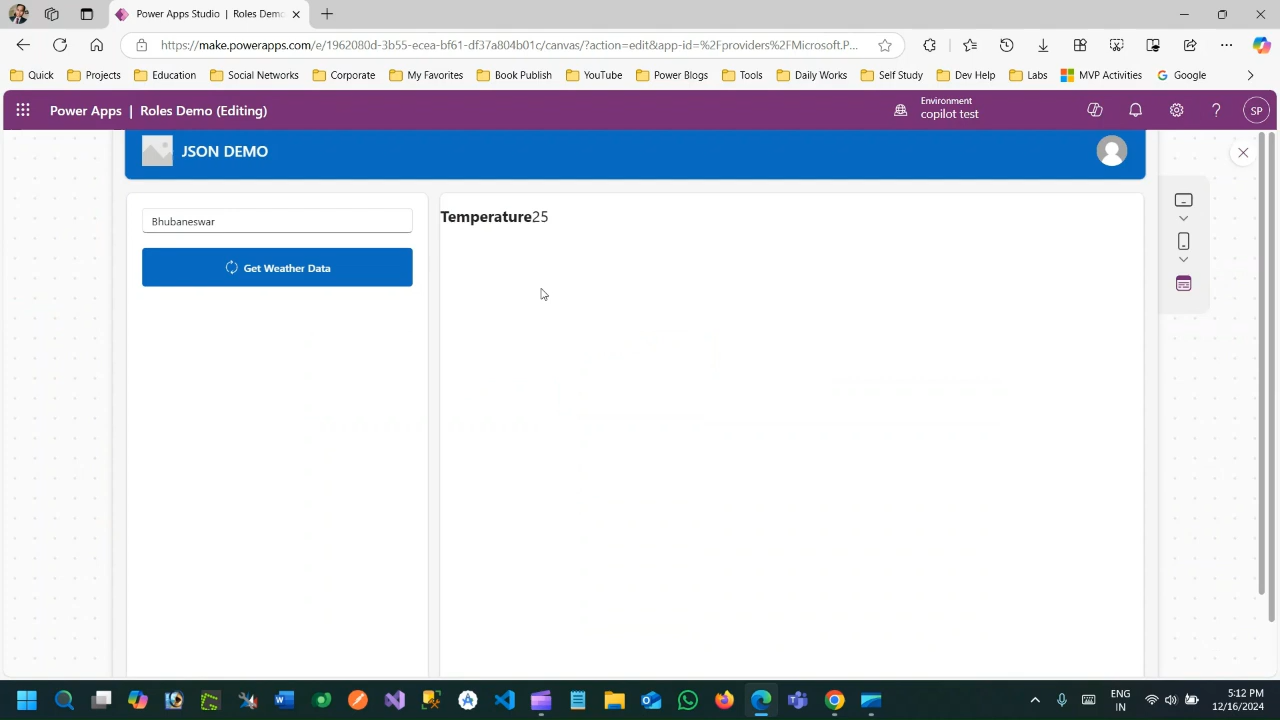 Power Apps Studio | Roles Demo
https://make.powerapps.com/e/1962080d-3b55-ecea-bf61-df37a804b01c/canvas/?action=edit&app-id=%2Fproviders%2FMicrosoft.P...
Quick Projects Education Social Networks Corporate My Favorites Book Publish YouTube Power Blogs Tools Daily Works Self Study Dev Help Labs MVP Activities Google
Power Apps | Roles Demo (Editing)
Environment
copilot test
SP
JSON DEMO
Bhubaneswar
Temperature25
Get Weather Data
ENG
IN
5:12 PM
12/16/2024